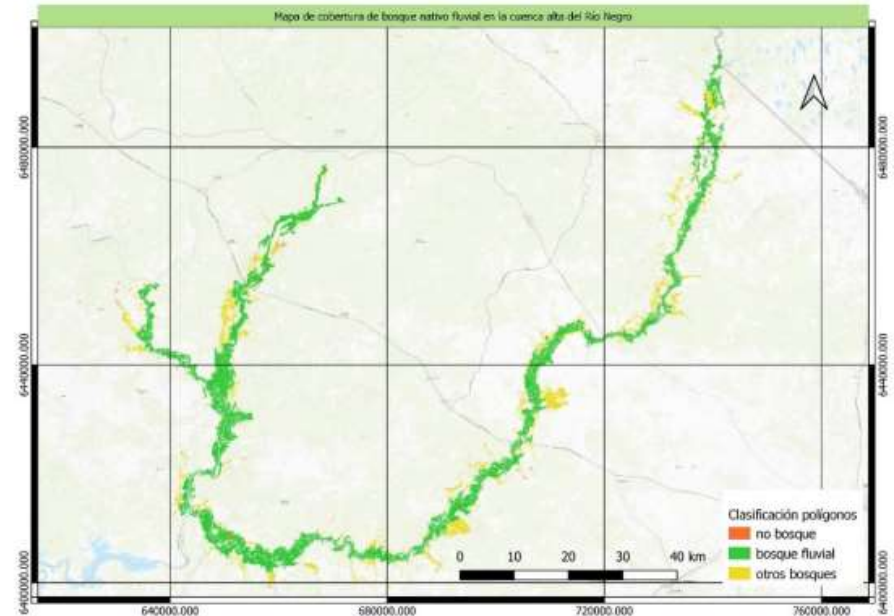 Mapa de cobertura de bosque nativo fluvial en la cuenca alta del Río Negro
6480000.000
6480000.000
6440000.000
6440000.000
6400000.000
6400000.000
Clasificación polígonos
no bosque
bosque fluvial
otros bosques
0 10 20 30 40 km
640000.000 680000.000 720000.000 760000.000